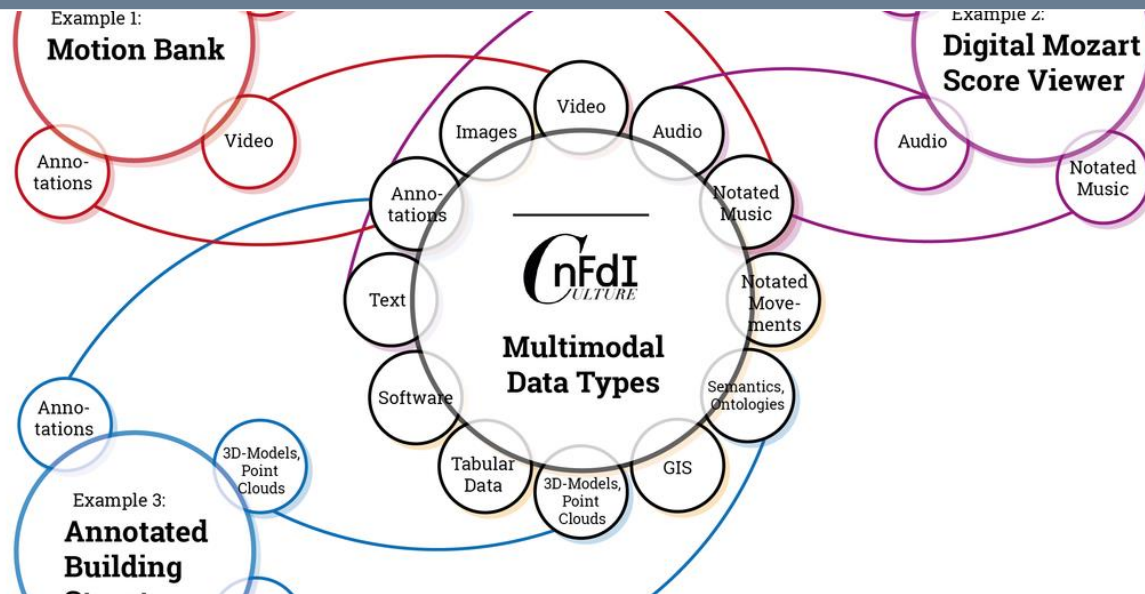 Example 1:
Motion Bank
Anno-
tations
Video
Example 2:
Digital Mozart
Score Viewer
Audio
Notated
Music
Video
Images
Audio
Anno-
tations
Notated
Music
Text
Notated
Move-
ments
Software
Semantics,
Ontologies
Tabular
Data
3D-Models,
Point
Clouds
GIS
CnFdI
ULTURE
Multimodal
Data Types
Anno-
tations
3D-Models,
Point
Clouds
Example 3:
Annotated
Building